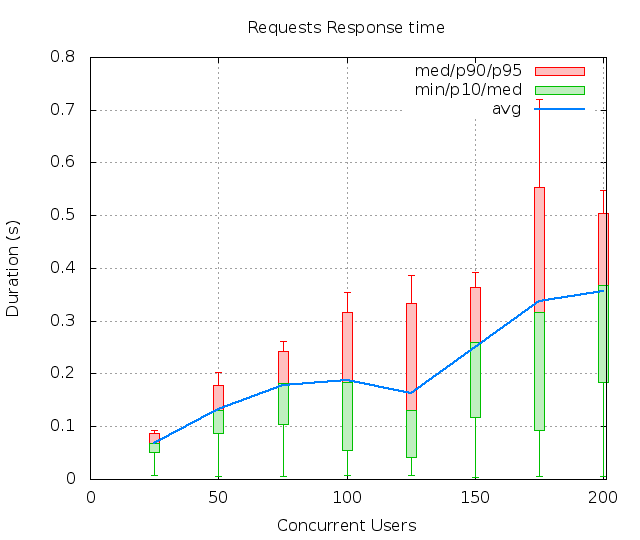 Requests Response time
0.8
0.7
0.6
0.5
0.4
0.3
0.2
0.1
0
Duration (s)
med/p90/p95
min/p10/med
avg
0 50 100 150 200
Concurrent Users